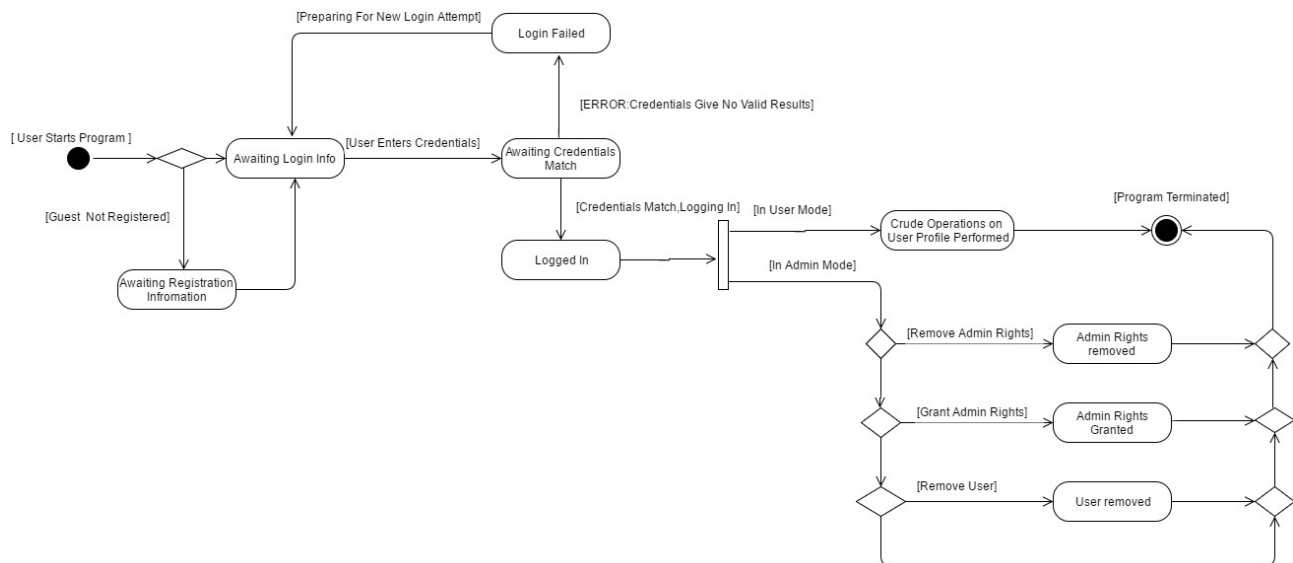 [Preparing For New Login Attempt]
Login Failed
[ERROR:Credentials Give No Valid Results]
[ User Starts Program ]
Awaiting Login Info
[User Enters Credentials]
Awaiting Credentials
Match
[Guest  Not Registered]
Awaiting Registration
Infromation
[Credentials Match,Logging In]
Logged In
[In User Mode]
Crude Operations on
User Profile Performed
[Program Terminated]
[In Admin Mode]
[Remove Admin Rights]
Admin Rights
removed
[Grant Admin Rights]
Admin Rights
Granted
[Remove User]
User removed